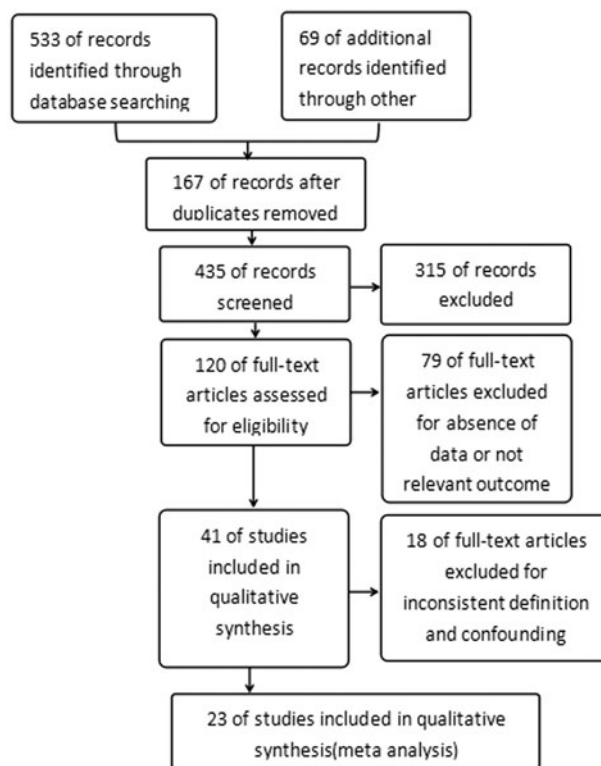 533 of records
identified through
database searching
69 of additional
records identified
through other
167 of records after
duplicates removed
435 of records
screened
315 of records
excluded
120 of full-text
articles assessed
for eligibility
79 of full-text
articles excluded
for absence of
data or not
relevant outcome
41 of studies
included in
qualitative
synthesis
18 of full-text articles
excluded for
inconsistent definition
and confounding
23 of studies included in qualitative
synthesis(meta analysis)